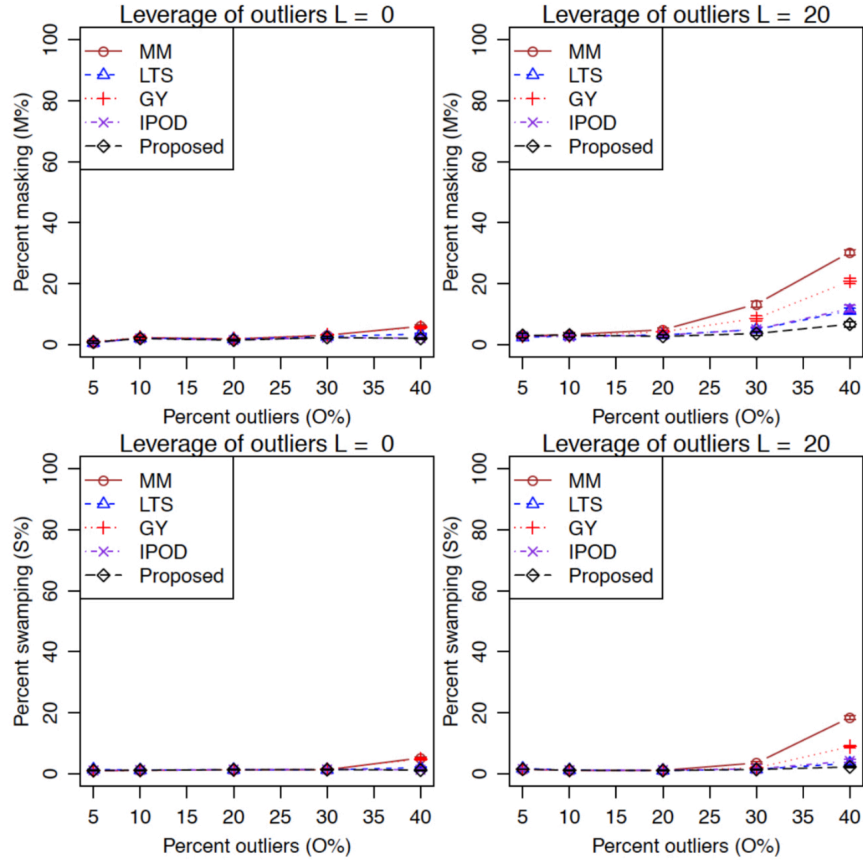 Leverage of outliers L = 0
Percent masking (M%)
100
80
60
40
20
0
MM
LTS
GY
IPOD
Proposed
5 10 15 20 25 30 35 40
Percent outliers (O%)
Leverage of outliers L = 20
Percent masking (M%)
100
80
60
40
20
0
MM
LTS
GY
IPOD
Proposed
5 10 15 20 25 30 35 40
Percent outliers (O%)
Leverage of outliers L = 0
Percent swamping (S%)
100
80
60
40
20
0
MM
LTS
GY
IPOD
Proposed
5 10 15 20 25 30 35 40
Percent outliers (O%)
Leverage of outliers L = 20
Percent swamping (S%)
100
80
60
40
20
0
MM
LTS
GY
IPOD
Proposed
5 10 15 20 25 30 35 40
Percent outliers (O%)